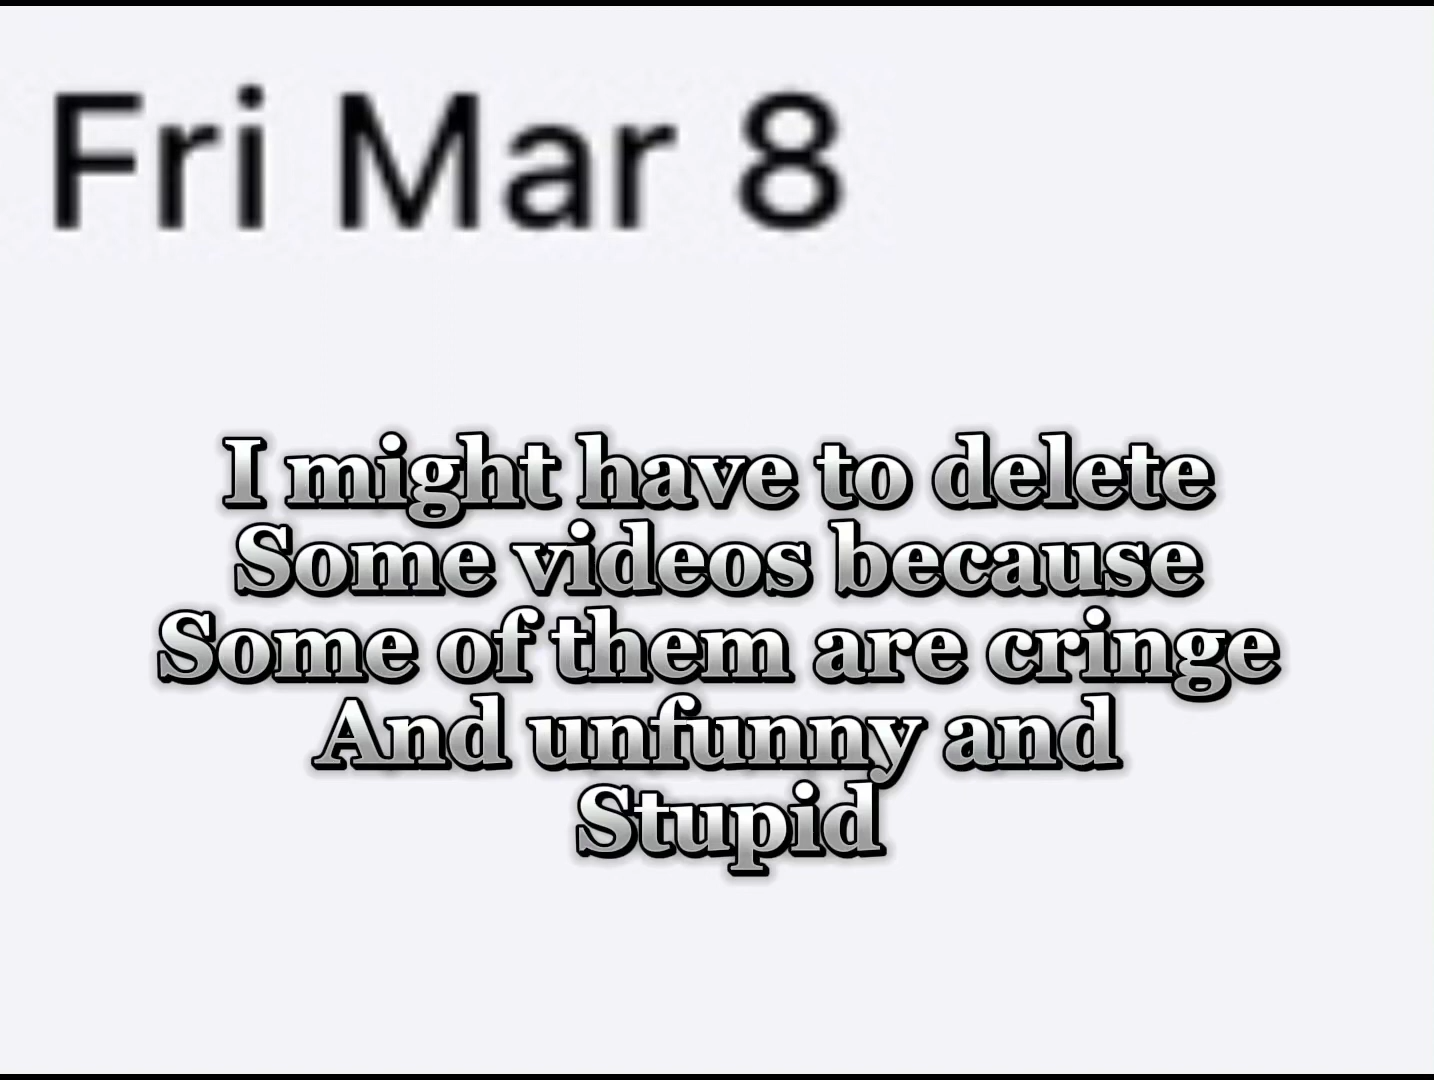 Fri Mar 8
I might have to delete
Some videos because
Some of them are cringe
And unfunny and
Stupid